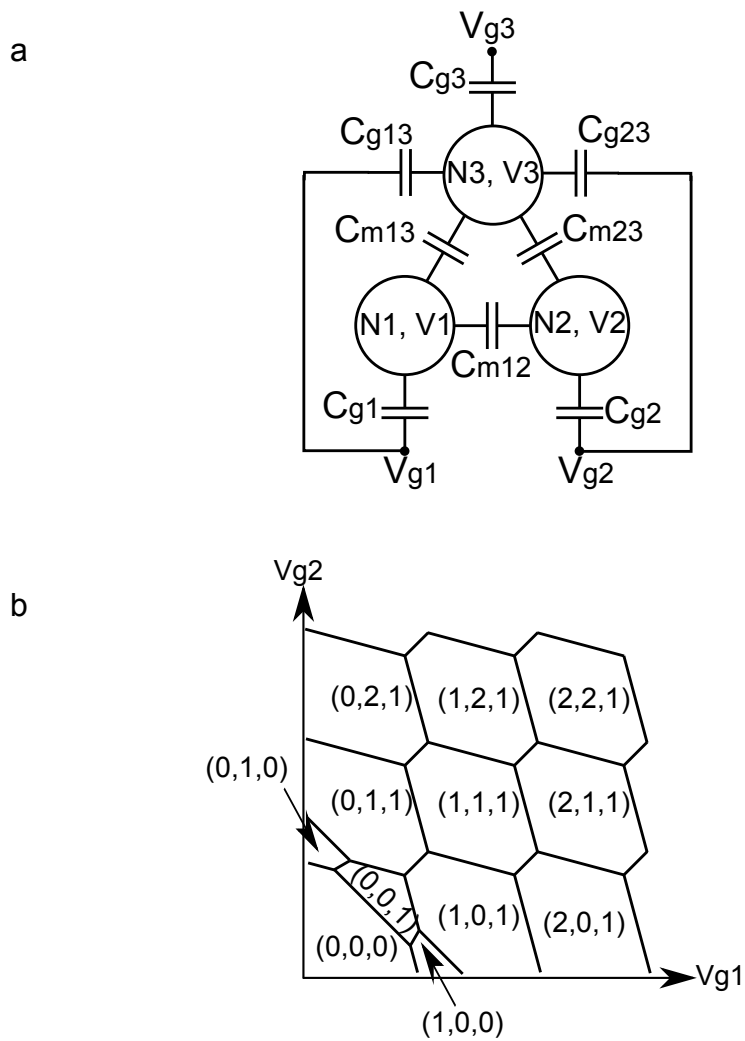 a
Vg3
Cg3
Cg13
Cg23
N3, V3
Cm13
Cm23
N1, V1
N2, V2
Cm12
Cg1
Cg2
Vg1
Vg2
b
Vg2
(0,2,1)
(1,2,1)
(2,2,1)
(0,1,0)
(0,1,1)
(1,1,1)
(2,1,1)
(0,0,1)
(1,0,1)
(2,0,1)
(0,0,0)
Vg1
(1,0,0)